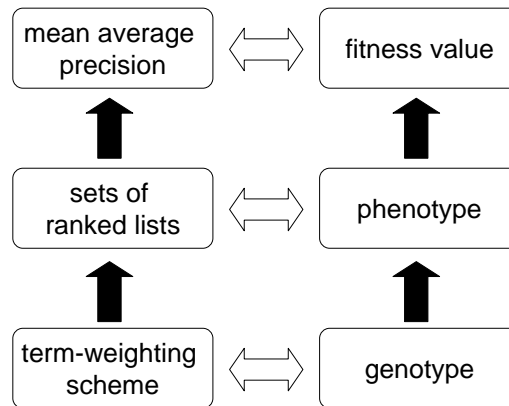 mean average
precision
fitness value
sets of
ranked lists
phenotype
term-weighting
scheme
genotype